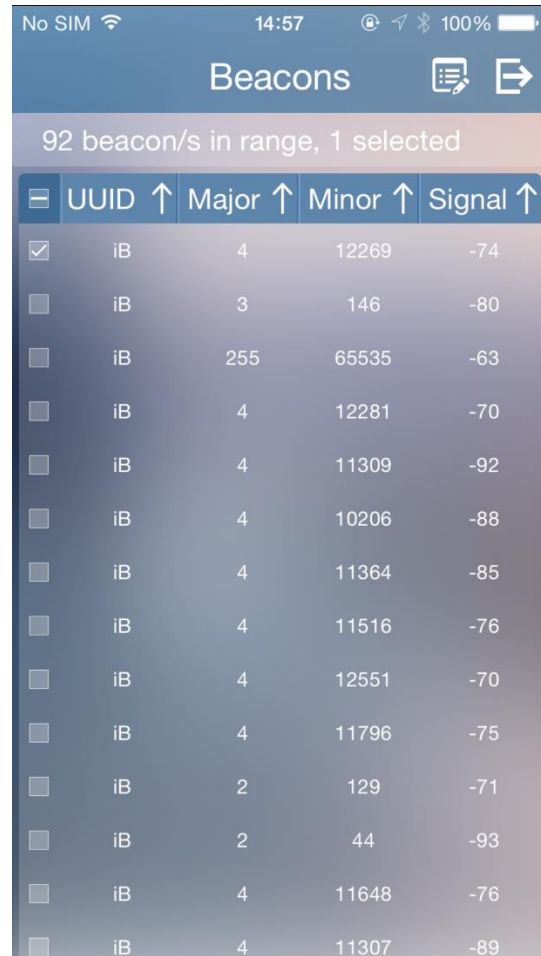 No SIM 14:57 100%
Beacons
92 beacon/s in range, 1 selected
UUID ↑ Major ↑ Minor ↑ Signal ↑
iB 4 12269 -74
iB 3 146 -80
iB 255 65535 -63
iB 4 12281 -70
iB 4 11309 -92
iB 4 10206 -88
iB 4 11364 -85
iB 4 11516 -76
iB 4 12551 -70
iB 4 11796 -75
iB 2 129 -71
iB 2 44 -93
iB 4 11648 -76
iB 4 11307 -89